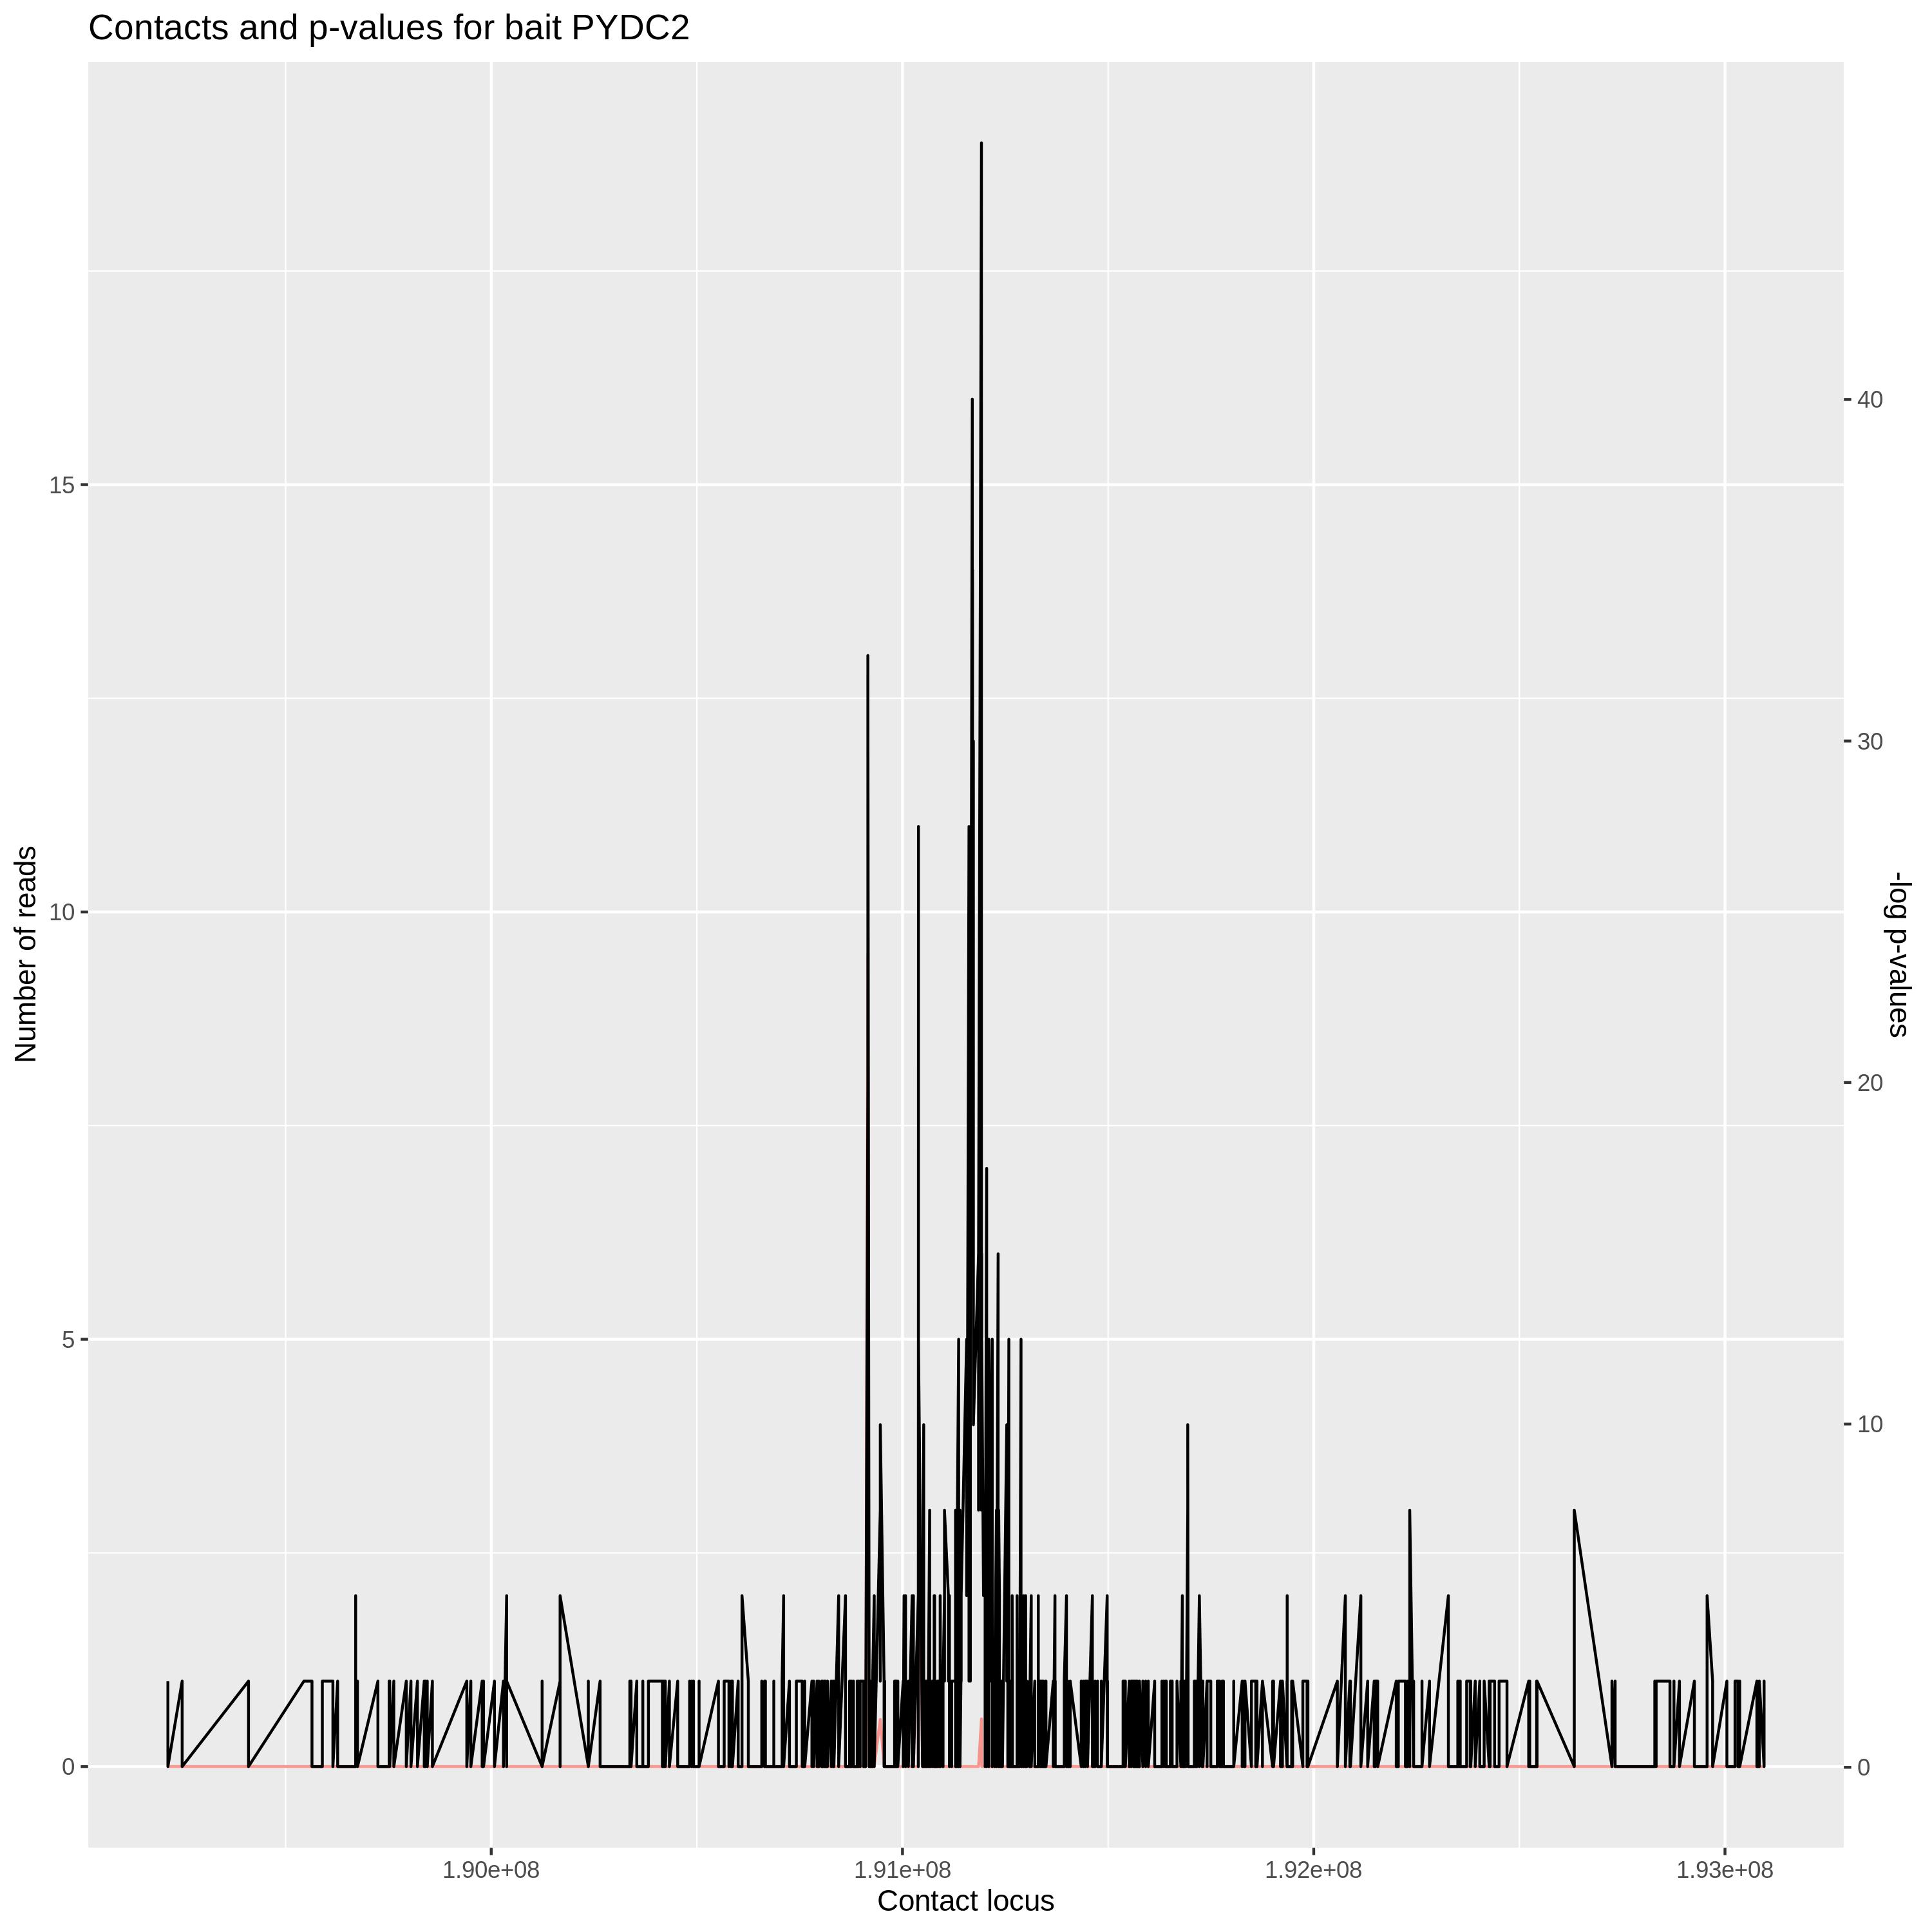 Contacts and p-values for bait PYDC2
Number of reads
15
10
5
0
40
30
20
10
0
-log p-values
1.90e+08
1.91e+08
1.92e+08
1.93e+08
Contact locus